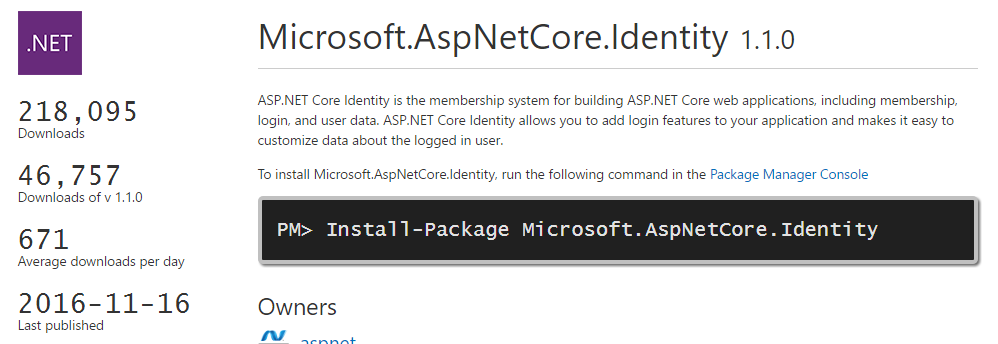 .NET
218,095
Downloads
46,757
Downloads of v 1.1.0
671
Average downloads per day
2016-11-16
Last published
Microsoft.AspNetCore.Identity 1.1.0
ASP.NET Core Identity is the membership system for building ASP.NET Core web applications, including membership,
login, and user data. ASP.NET Core Identity allows you to add login features to your application and makes it easy to
customize data about the logged in user.
To install Microsoft.AspNetCore.Identity, run the following command in the Package Manager Console
PM> Install-Package Microsoft.AspNetCore.Identity
Owners
aspnet